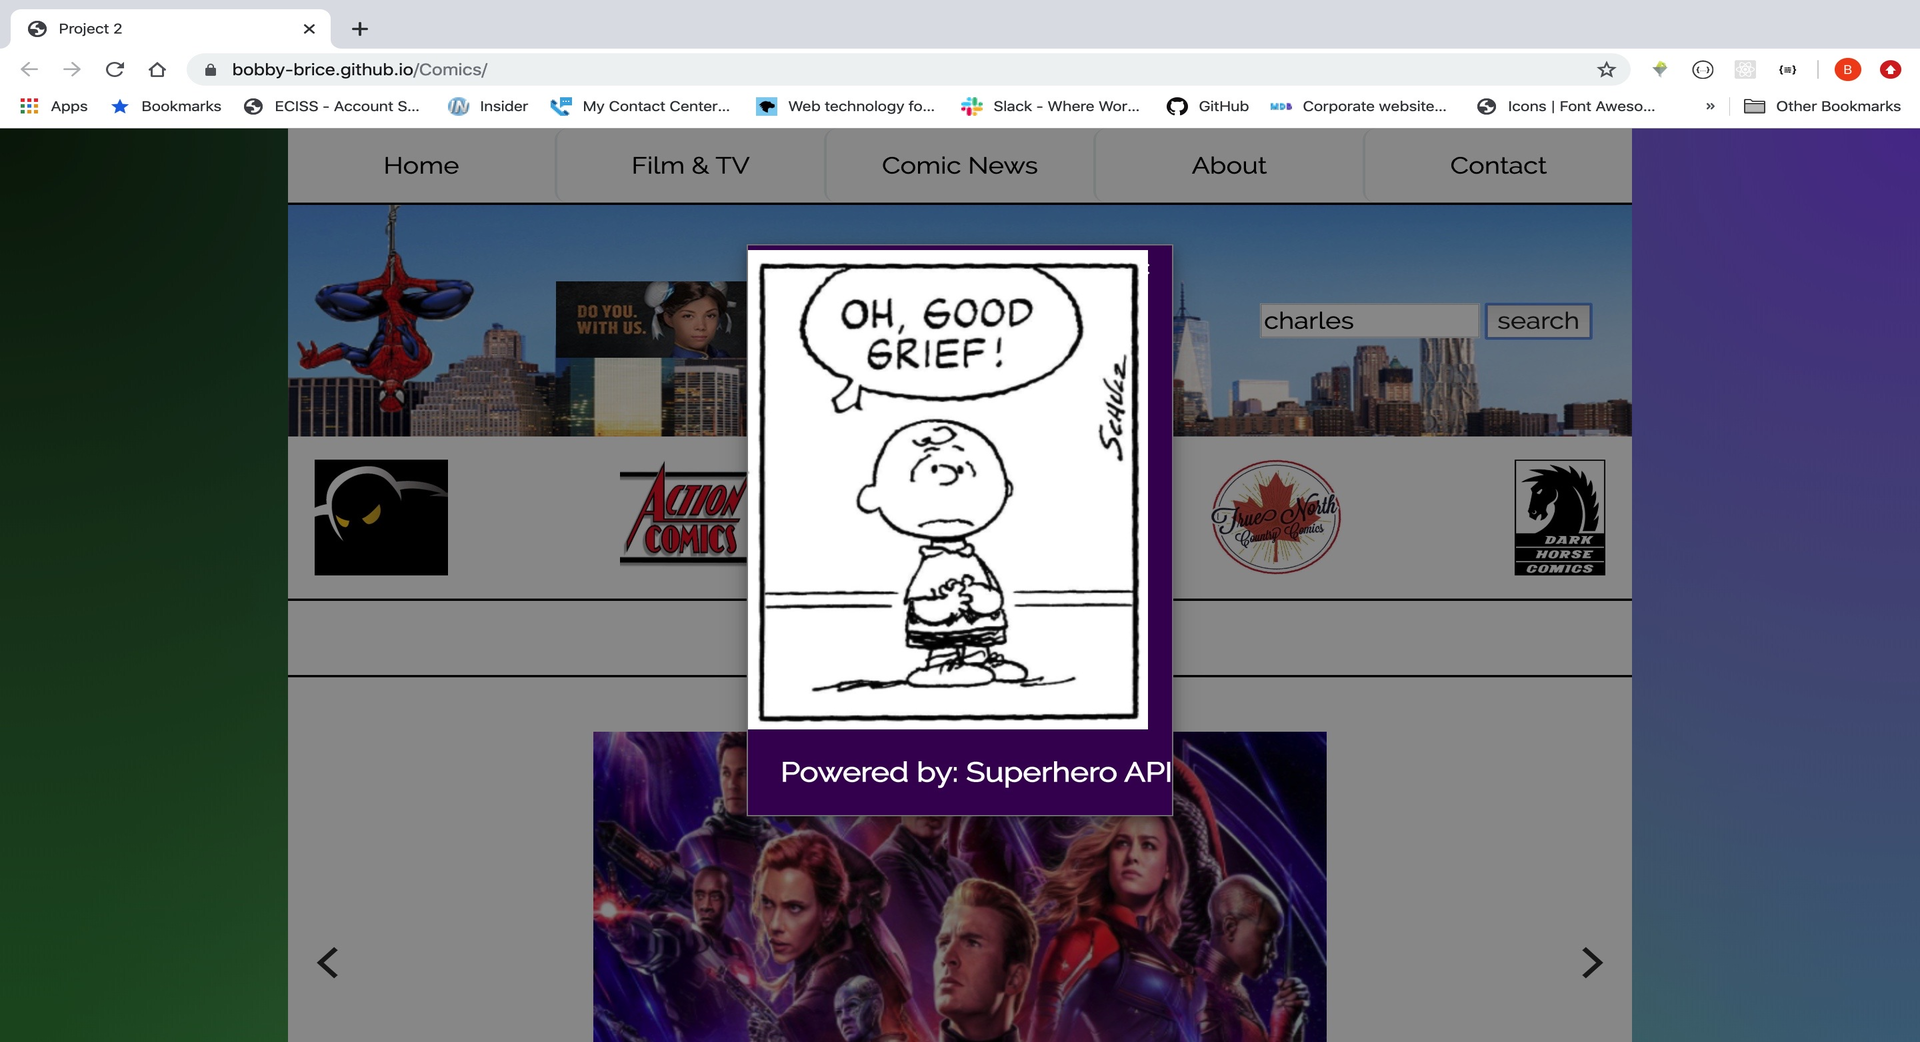 Project 2
bobby-brice.github.io/Comics/
B
Apps
Bookmarks
ECISS - Account S...
Insider
My Contact Center...
Web technology fo...
Slack - Where Wor...
GitHub
MDB
Corporate website...
Icons | Font Aweso...
»
Other Bookmarks
Home
Film & TV
Comic News
About
Contact
DO YOU.
WITH US.
charles
search
OH, GOOD
GRIEF!
SCHULZ
ACTION
COMICS
True North
Country Comics
DARK
HORSE
COMICS
Powered by: Superhero API